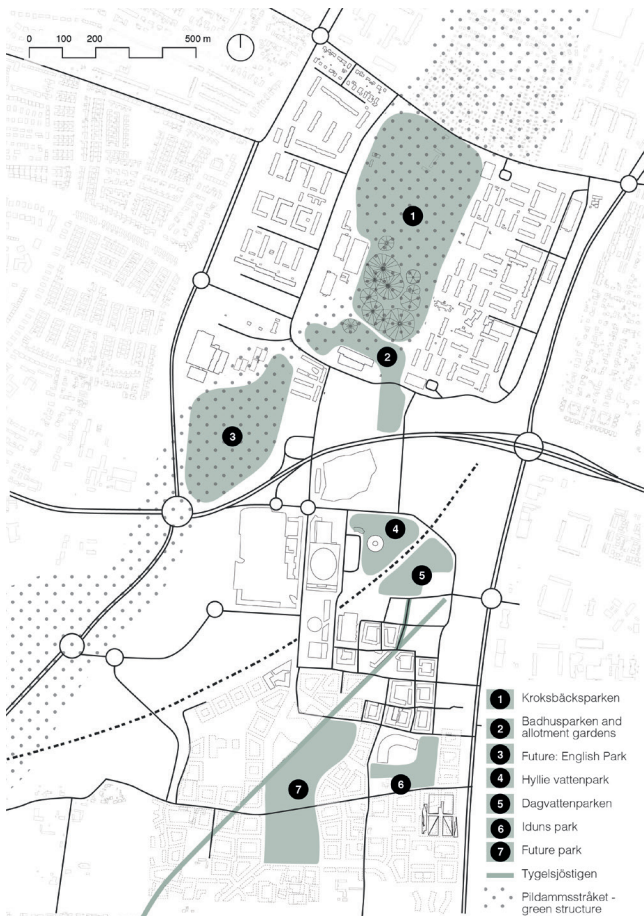 0 100 200 500 m
1
2
3
4
5
6
7
1 Kroksbäcksparken
2 Badhusparken and
allotment gardens
3 Future: English Park
4 Hyllie vattenpark
5 Dagvattenparken
6 Iduns park
7 Future park
Tygelsjöstigen
Pildammsstråket -
green structure